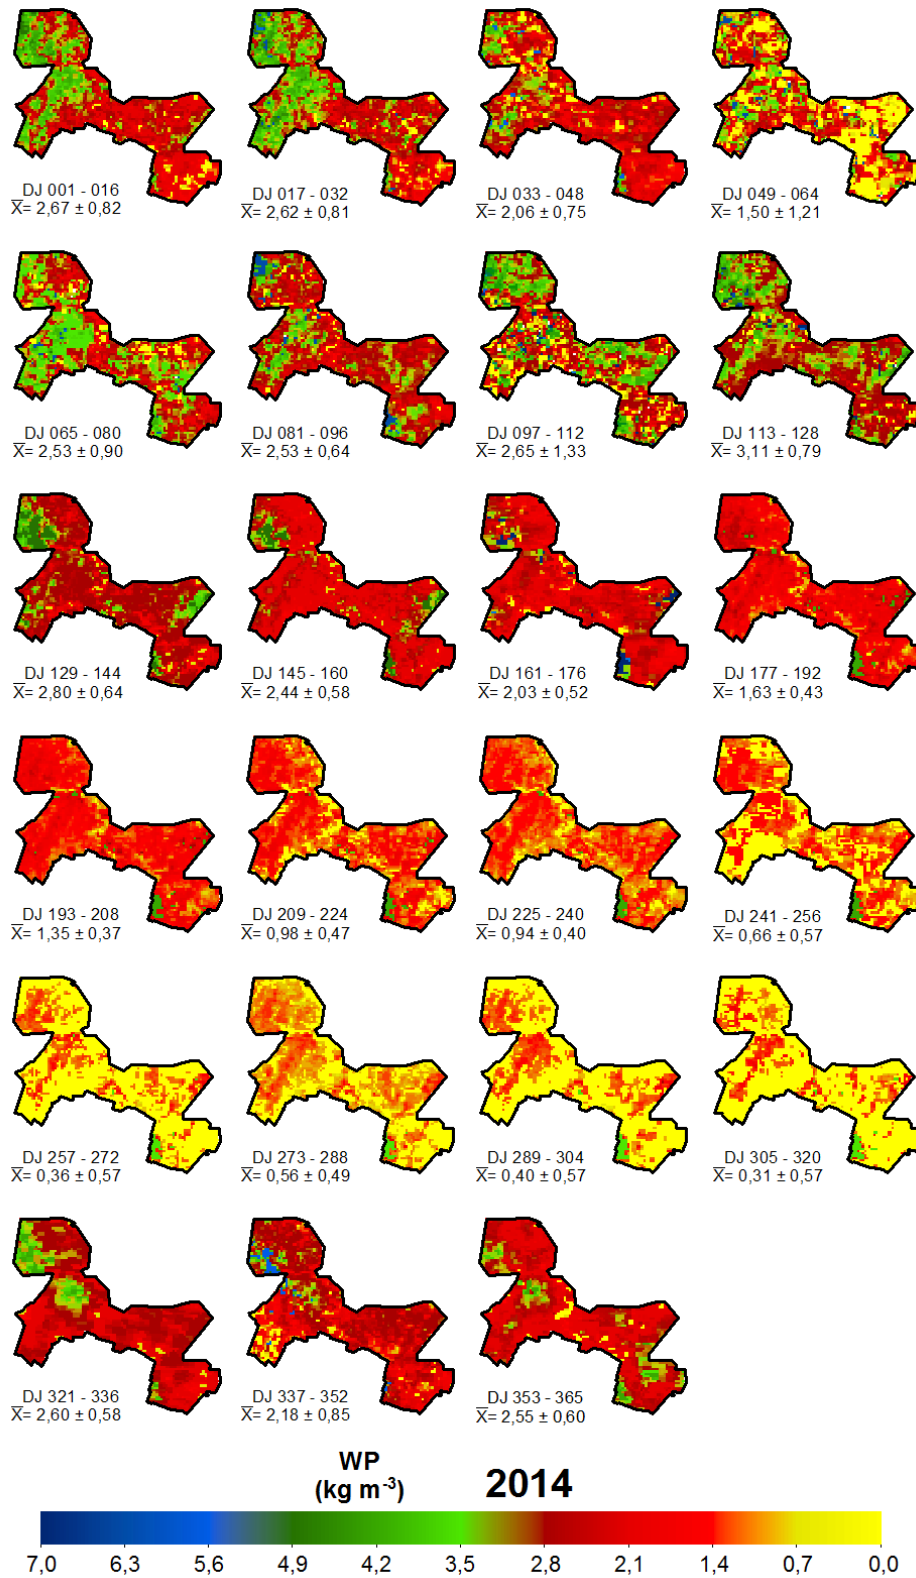 DJ 001 - 016
X̅= 2,67 ± 0,82
DJ 017 - 032
X̅= 2,62 ± 0,81
DJ 033 - 048
X̅= 2,06 ± 0,75
DJ 049 - 064
X̅= 1,50 ± 1,21
DJ 065 - 080
X̅= 2,53 ± 0,90
DJ 081 - 096
X̅= 2,53 ± 0,64
DJ 097 - 112
X̅= 2,65 ± 1,33
DJ 113 - 128
X̅= 3,11 ± 0,79
DJ 129 - 144
X̅= 2,80 ± 0,64
DJ 145 - 160
X̅= 2,44 ± 0,58
DJ 161 - 176
X̅= 2,03 ± 0,52
DJ 177 - 192
X̅= 1,63 ± 0,43
DJ 193 - 208
X̅= 1,35 ± 0,37
DJ 209 - 224
X̅= 0,98 ± 0,47
DJ 225 - 240
X̅= 0,94 ± 0,40
DJ 241 - 256
X̅= 0,66 ± 0,57
DJ 257 - 272
X̅= 0,36 ± 0,57
DJ 273 - 288
X̅= 0,56 ± 0,49
DJ 289 - 304
X̅= 0,40 ± 0,57
DJ 305 - 320
X̅= 0,31 ± 0,57
DJ 321 - 336
X̅= 2,60 ± 0,58
DJ 337 - 352
X̅= 2,18 ± 0,85
DJ 353 - 365
X̅= 2,55 ± 0,60
WP
(kg m⁻³)
2014
7,0 6,3 5,6 4,9 4,2 3,5 2,8 2,1 1,4 0,7 0,0